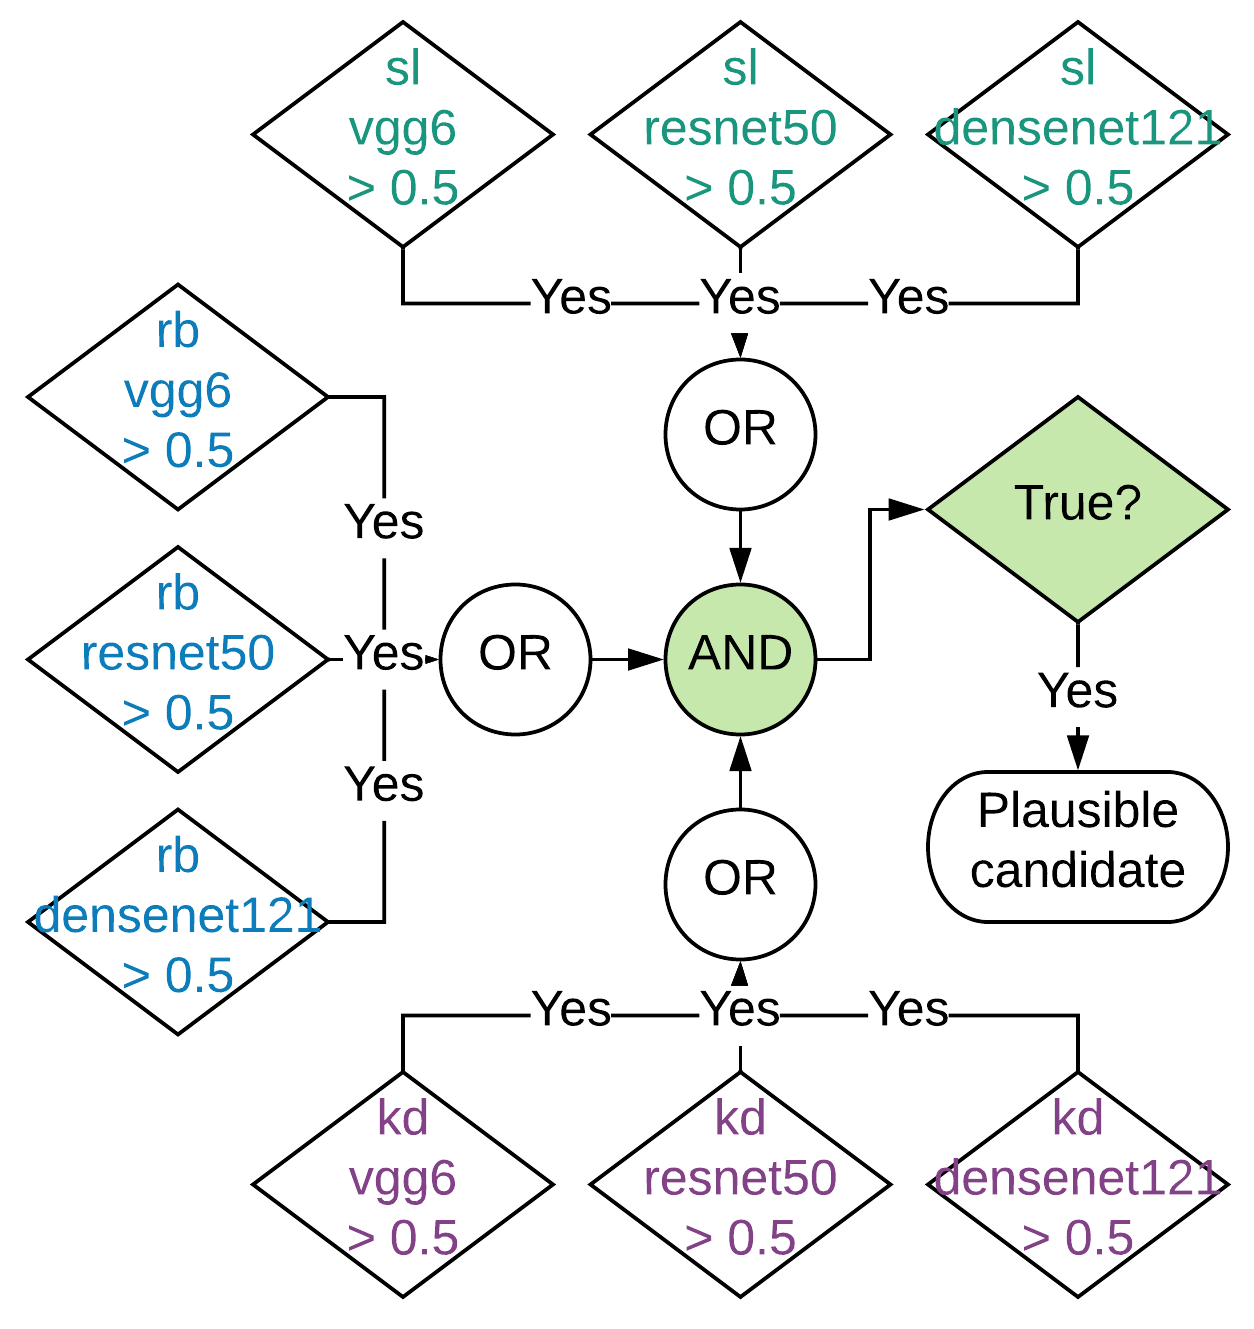 sl
vgg6
> 0.5
sl
resnet50
> 0.5
sl
densenet121
> 0.5
Yes
Yes
Yes
rb
vgg6
> 0.5
Yes
OR
True?
rb
resnet50
> 0.5
Yes
OR
AND
Yes
Yes
rb
densenet121
> 0.5
OR
Plausible
candidate
Yes
Yes
Yes
kd
vgg6
> 0.5
kd
resnet50
> 0.5
kd
densenet121
> 0.5